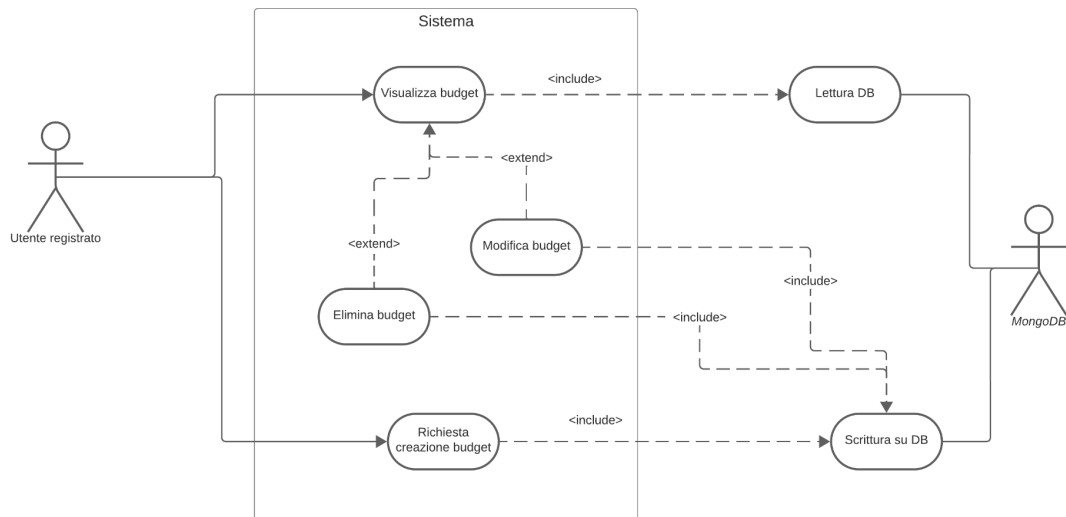 Sistema
<include>
Visualizza budget
Lettura DB
<extend>
Utente registrato
<extend>
Modifica budget
<include>
Elimina budget
<include>
MongoDB
<include>
Richiesta
creazione budget
Scrittura su DB